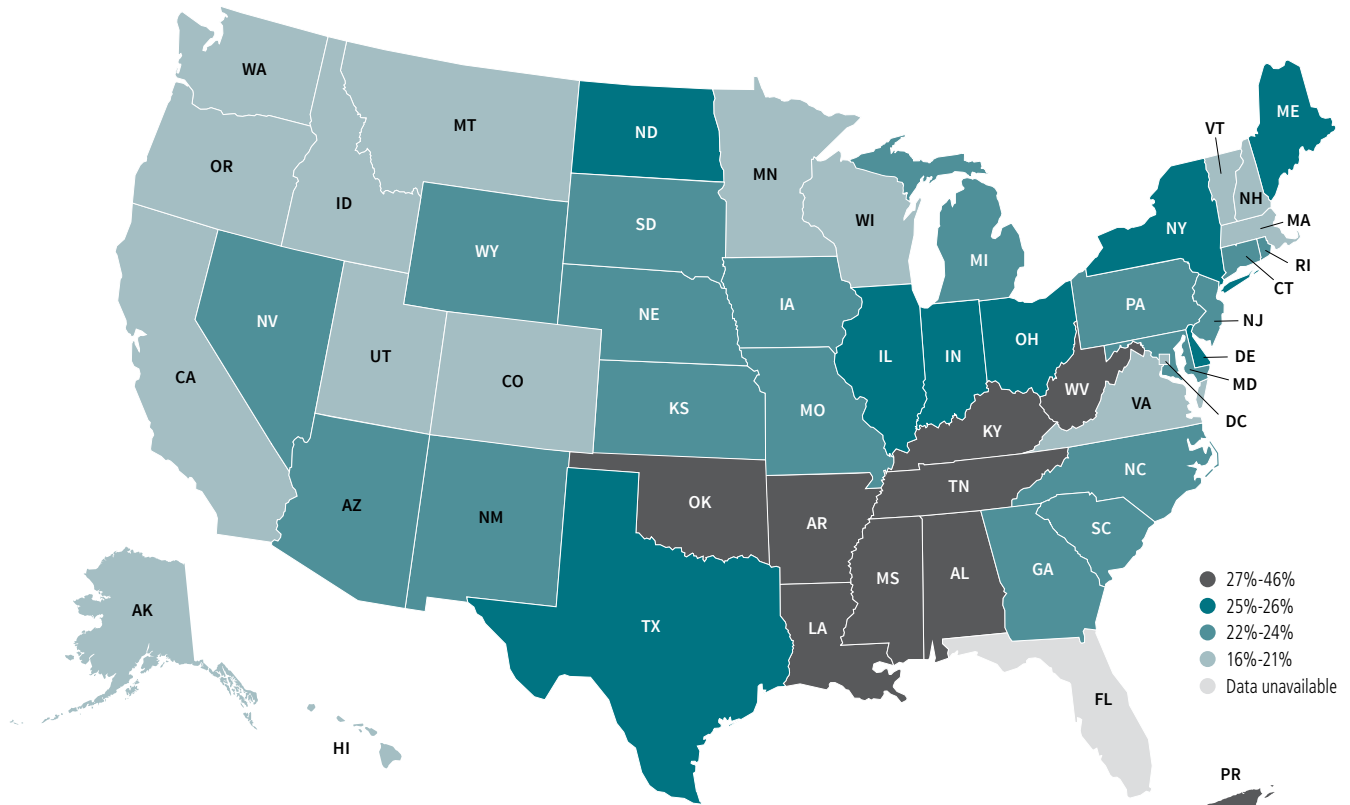 WA
MT
ND
ME
VT
OR
MN
ID
NH
WI
MA
SD
NY
WY
MI
RI
CT
IA
PA
NE
NV
NJ
OH
UT
IL
IN
DE
CO
CA
MD
WV
VA
KS
MO
DC
KY
NC
TN
OK
AZ
NM
AR
SC
GA
MS
AL
27%-46%
25%-26%
AK
TX
LA
22%-24%
16%-21%
Data unavailable
FL
HI
PR